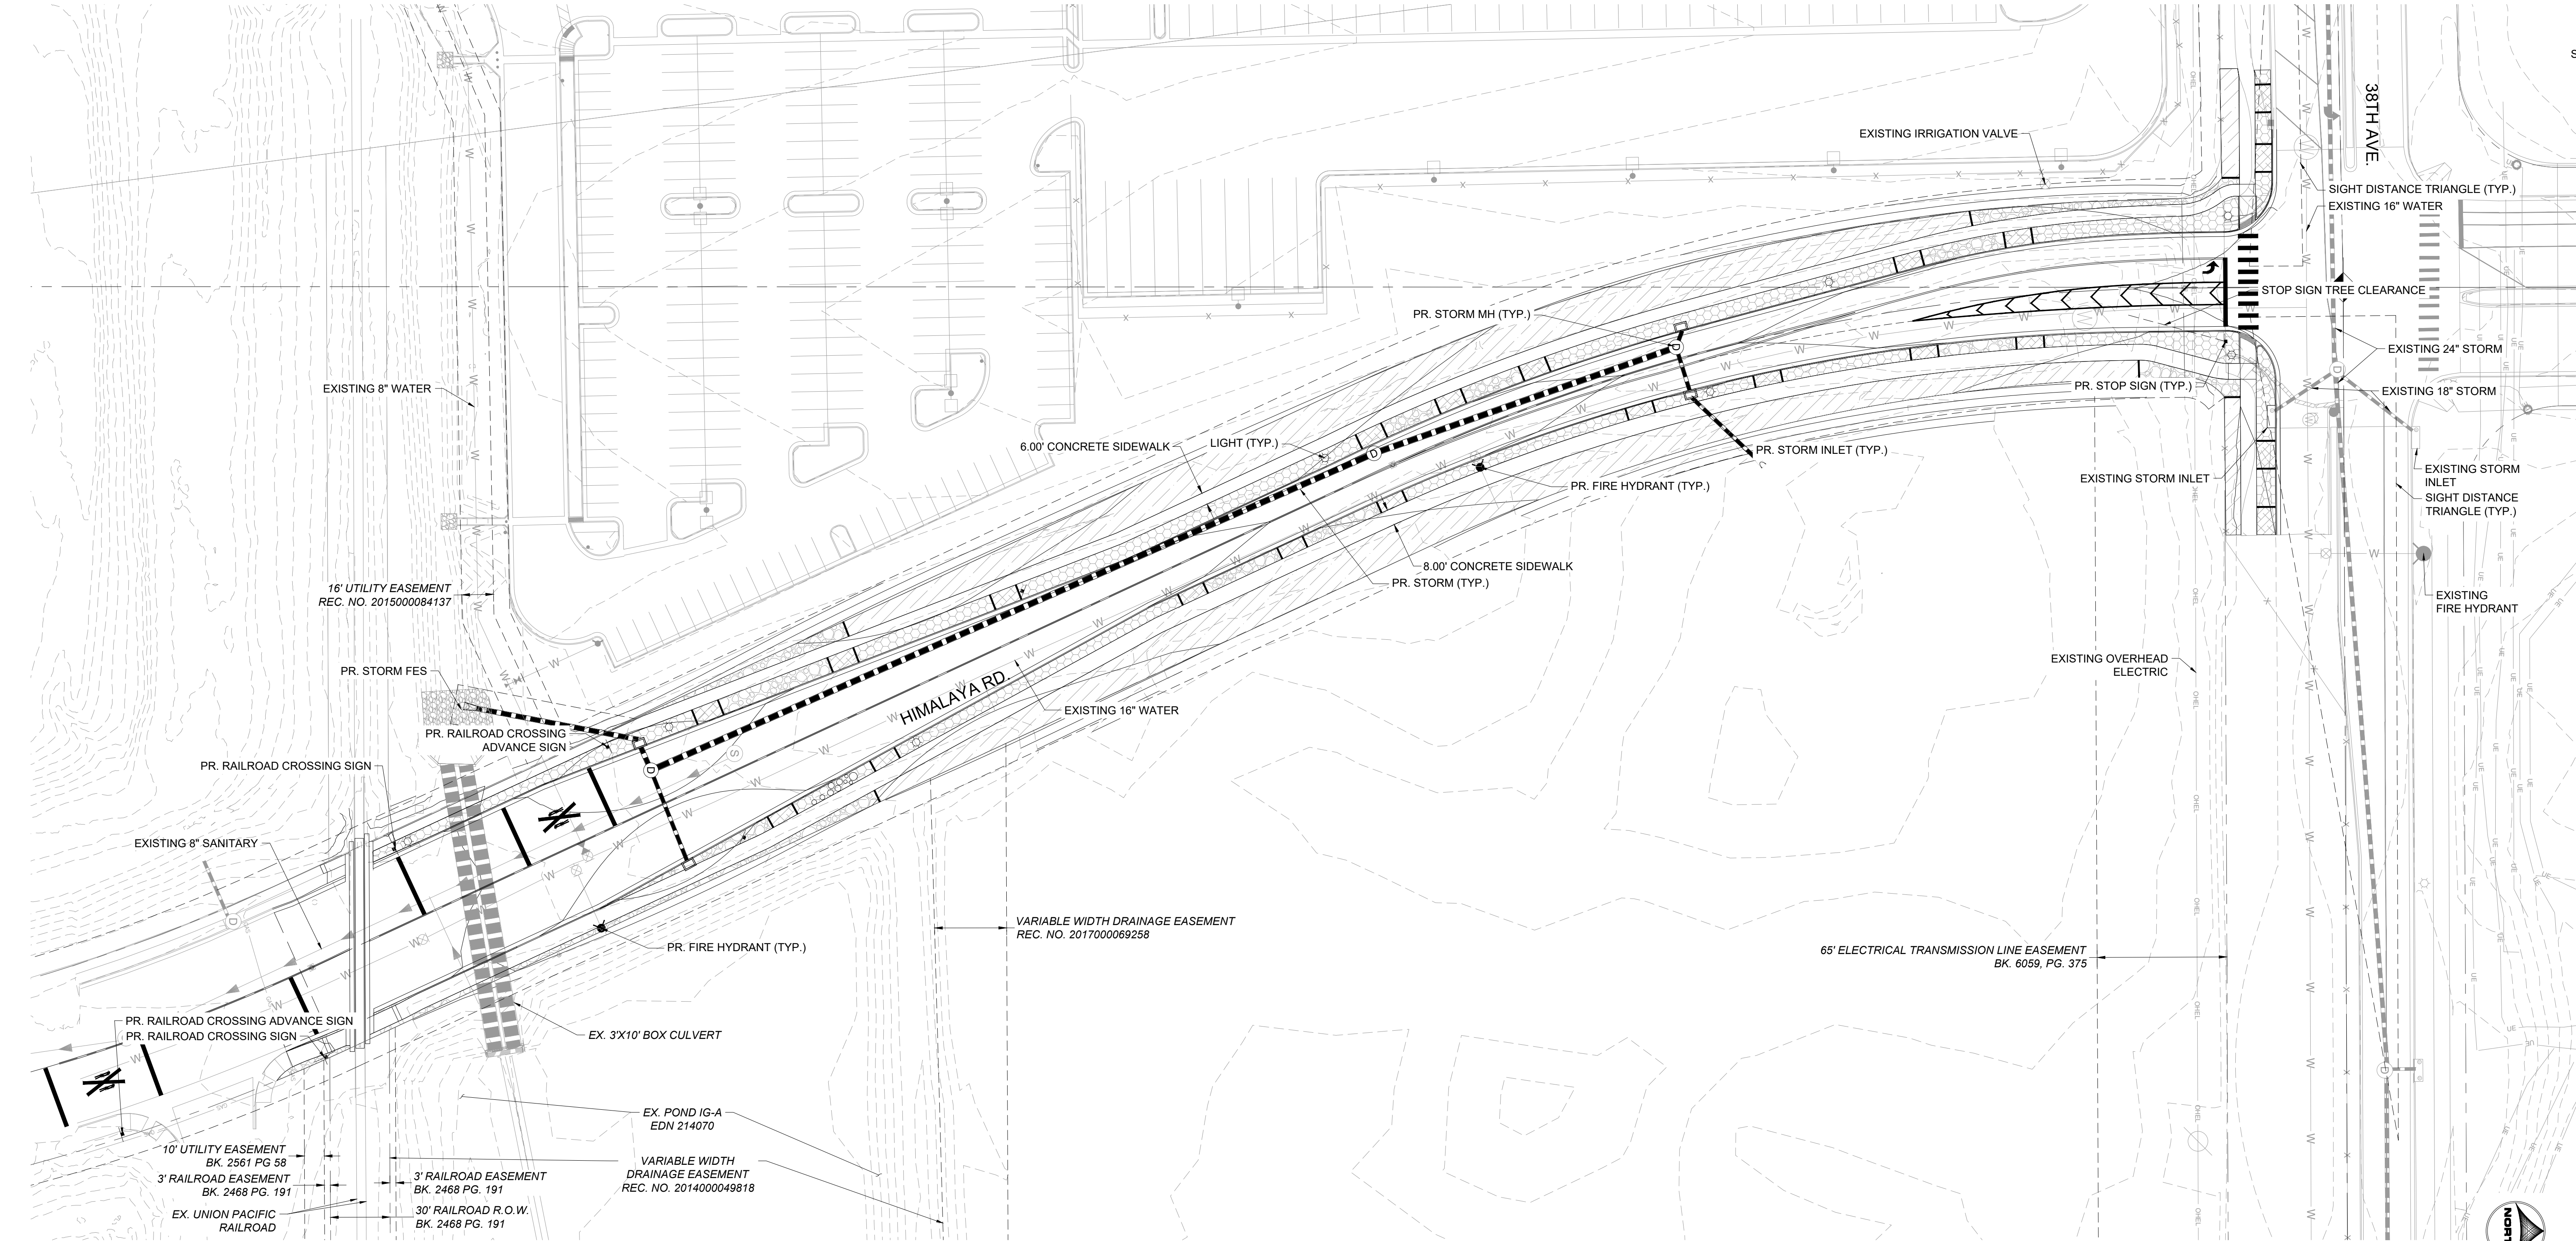 38TH AVE.
EXISTING IRRIGATION VALVE
SIGHT DISTANCE TRIANGLE (TYP.)
EXISTING 16" WATER
STOP SIGN TREE CLEARANCE
PR. STORM MH (TYP.)
EXISTING 24" STORM
PR. STOP SIGN (TYP.)
EXISTING 18" STORM
EXISTING 8" WATER
6.00' CONCRETE SIDEWALK
LIGHT (TYP.)
PR. STORM INLET (TYP.)
EXISTING STORM INLET
EXISTING STORM
INLET
PR. FIRE HYDRANT (TYP.)
SIGHT DISTANCE
TRIANGLE (TYP.)
8.00' CONCRETE SIDEWALK
PR. STORM (TYP.)
16' UTILITY EASEMENT
REC. NO. 2015000084137
EXISTING
FIRE HYDRANT
PR. STORM FES
EXISTING OVERHEAD
ELECTRIC
HIMALAYA RD.
EXISTING 16" WATER
PR. RAILROAD CROSSING
ADVANCE SIGN
PR. RAILROAD CROSSING SIGN
EXISTING 8" SANITARY
VARIABLE WIDTH DRAINAGE EASEMENT
REC. NO. 2017000069258
PR. FIRE HYDRANT (TYP.)
65' ELECTRICAL TRANSMISSION LINE EASEMENT
BK. 6059, PG. 375
PR. RAILROAD CROSSING ADVANCE SIGN
PR. RAILROAD CROSSING SIGN
EX. 3'X10' BOX CULVERT
EX. POND IG-A
EDN 214070
10' UTILITY EASEMENT
BK. 2561 PG 58
3' RAILROAD EASEMENT
BK. 2468 PG. 191
3' RAILROAD EASEMENT
BK. 2468 PG. 191
VARIABLE WIDTH
DRAINAGE EASEMENT
REC. NO. 2014000049818
EX. UNION PACIFIC
RAILROAD
30' RAILROAD R.O.W.
BK. 2468 PG. 191